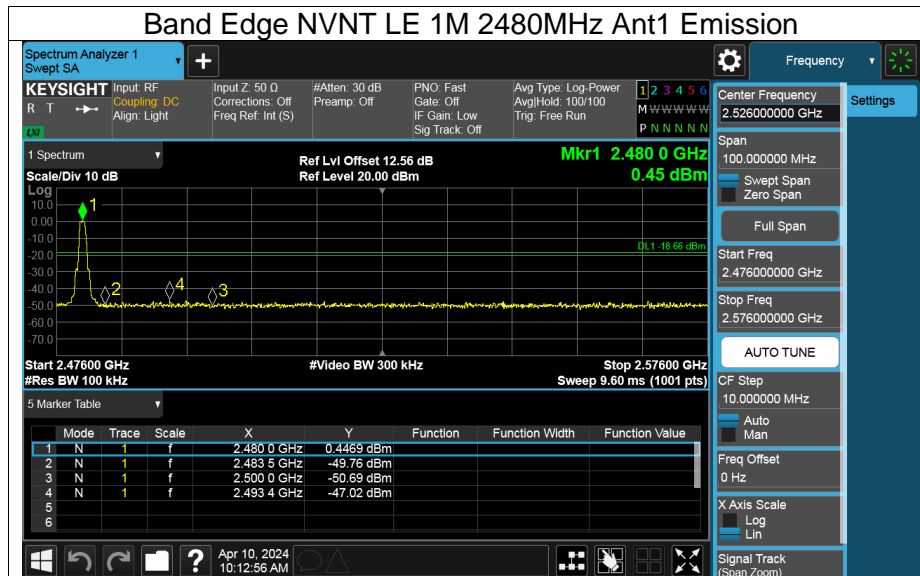 Band Edge NVNT LE 1M 2480MHz Ant1 Emission
Spectrum Analyzer 1
Swept SA
+
Frequency
KEYSIGHT
R T
LXI
Input: RF
Coupling: DC
Align: Light
Input Z: 50 Ω
Corrections: Off
Freq Ref: Int (S)
#Atten: 30 dB
Preamp: Off
PNO: Fast
Gate: Off
IF Gain: Low
Sig Track: Off
Avg Type: Log-Power
Avg|Hold: 100/100
Trig: Free Run
1 2 3 4 5 6
M W W W W W
P N N N N N
1 Spectrum
Scale/Div 10 dB
Ref Lvl Offset 12.56 dB
Ref Level 20.00 dBm
Mkr1 2.480 0 GHz
0.45 dBm
Log
10.0
0.00
-10.0
-20.0
-30.0
-40.0
-50.0
-60.0
-70.0
1
2
4
3
DL1 -18.66 dBm
Start 2.47600 GHz
#Res BW 100 kHz
#Video BW 300 kHz
Stop 2.57600 GHz
Sweep 9.60 ms (1001 pts)
5 Marker Table
Mode Trace Scale X Y Function Function Width Function Value
1 N 1 f 2.480 0 GHz 0.4469 dBm
2 N 1 f 2.483 5 GHz -49.76 dBm
3 N 1 f 2.500 0 GHz -50.69 dBm
4 N 1 f 2.493 4 GHz -47.02 dBm
5
6
?
Apr 10, 2024
10:12:56 AM
Center Frequency
2.526000000 GHz
Settings
Span
100.000000 MHz
Swept Span
Zero Span
Full Span
Start Freq
2.476000000 GHz
Stop Freq
2.576000000 GHz
AUTO TUNE
CF Step
10.000000 MHz
Auto
Man
Freq Offset
0 Hz
X Axis Scale
Log
Lin
Signal Track
(Span Zoom)